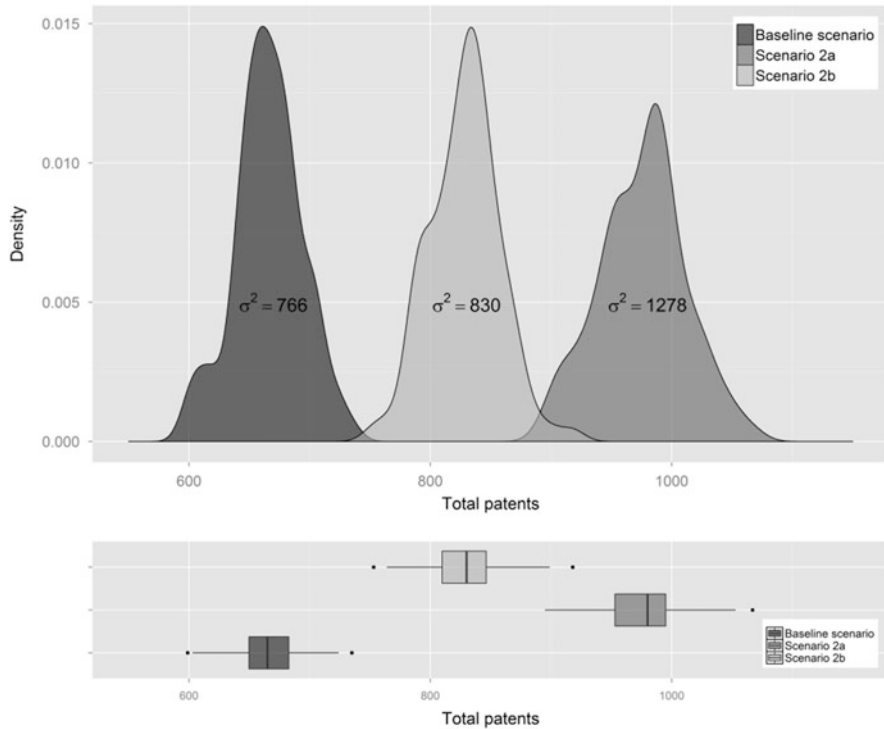 0.015
0.010
0.005
0.000
Density
Baseline scenario
Scenario 2a
Scenario 2b
σ² = 766
σ² = 830
σ² = 1278
600 800 1000
Total patents
Baseline scenario
Scenario 2a
Scenario 2b
600 800 1000
Total patents